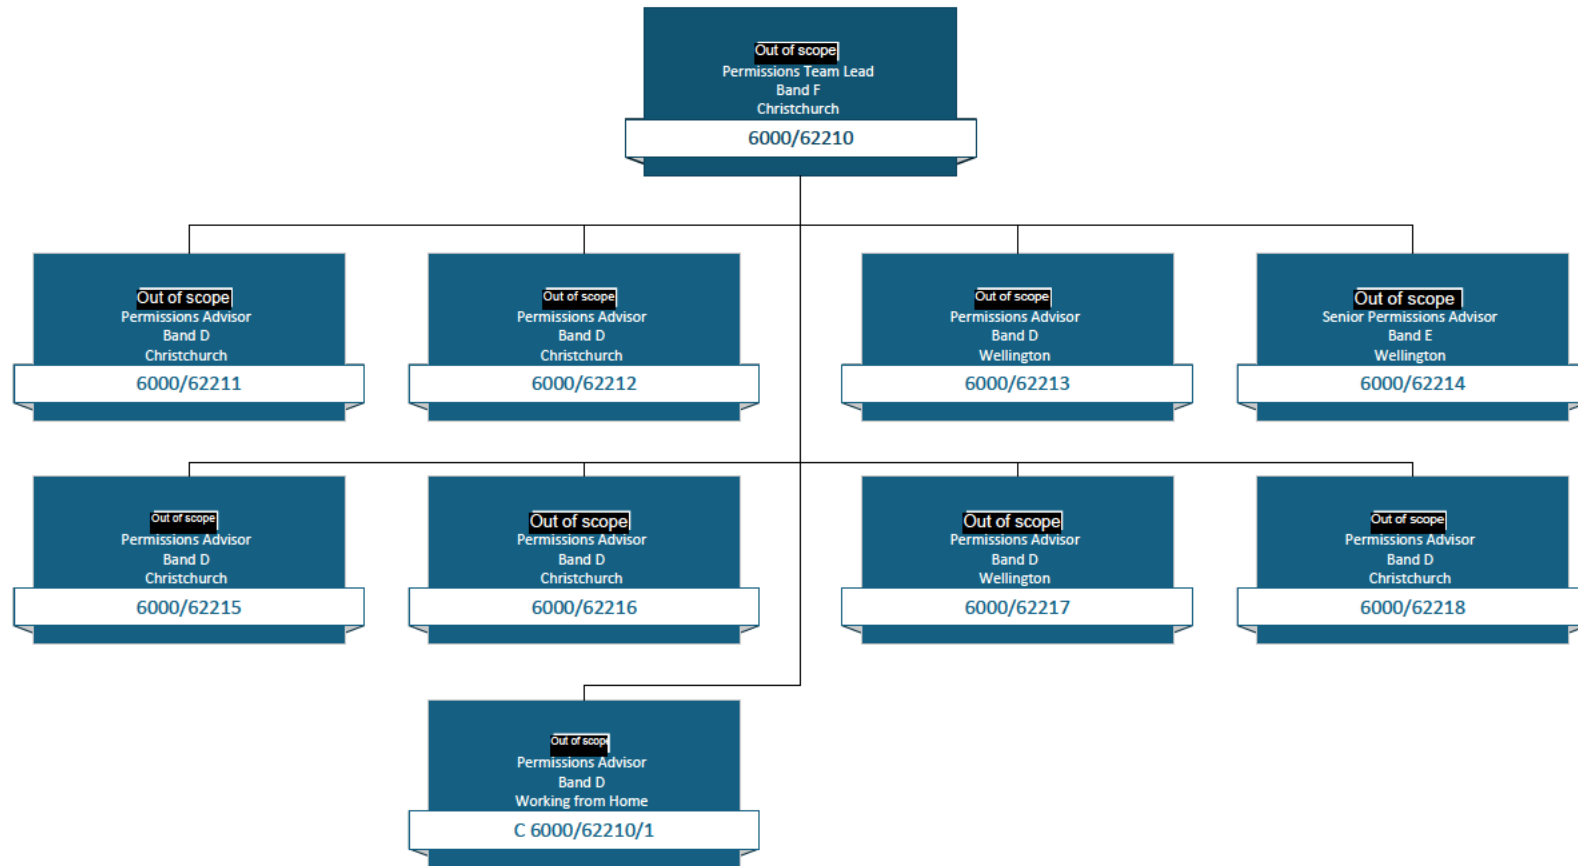 Out of scope
Permissions Team Lead
Band F
Christchurch
6000/62210
Out of scope
Permissions Advisor
Band D
Christchurch
6000/62211
Out of scope
Permissions Advisor
Band D
Christchurch
6000/62212
Out of scope
Permissions Advisor
Band D
Wellington
6000/62213
Out of scope
Senior Permissions Advisor
Band E
Wellington
6000/62214
Out of scope
Permissions Advisor
Band D
Christchurch
6000/62215
Out of scope
Permissions Advisor
Band D
Christchurch
6000/62216
Out of scope
Permissions Advisor
Band D
Wellington
6000/62217
Out of scope
Permissions Advisor
Band D
Christchurch
6000/62218
Out of scope
Permissions Advisor
Band D
Working from Home
C 6000/62210/1